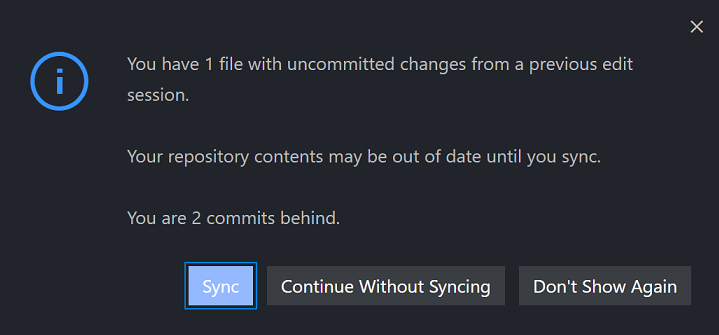 You have 1 file with uncommitted changes from a previous edit
session.
Your repository contents may be out of date until you sync.
You are 2 commits behind.
Sync
Continue Without Syncing
Don't Show Again